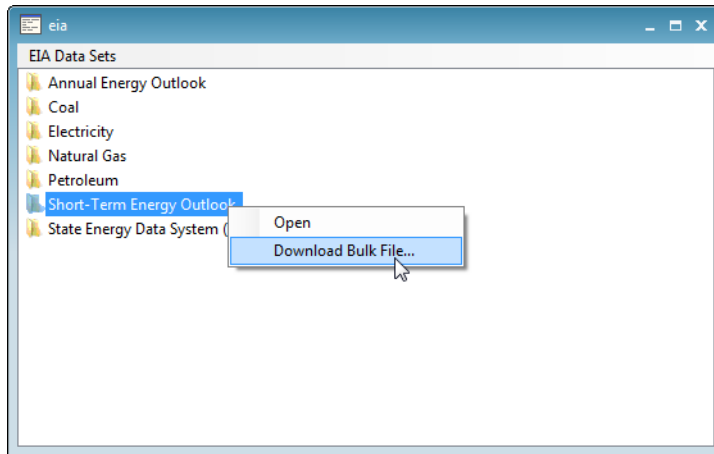 eia
EIA Data Sets
Annual Energy Outlook
Coal
Electricity
Natural Gas
Petroleum
Short-Term Energy Outlook
State Energy Data System (
Open
Download Bulk File...